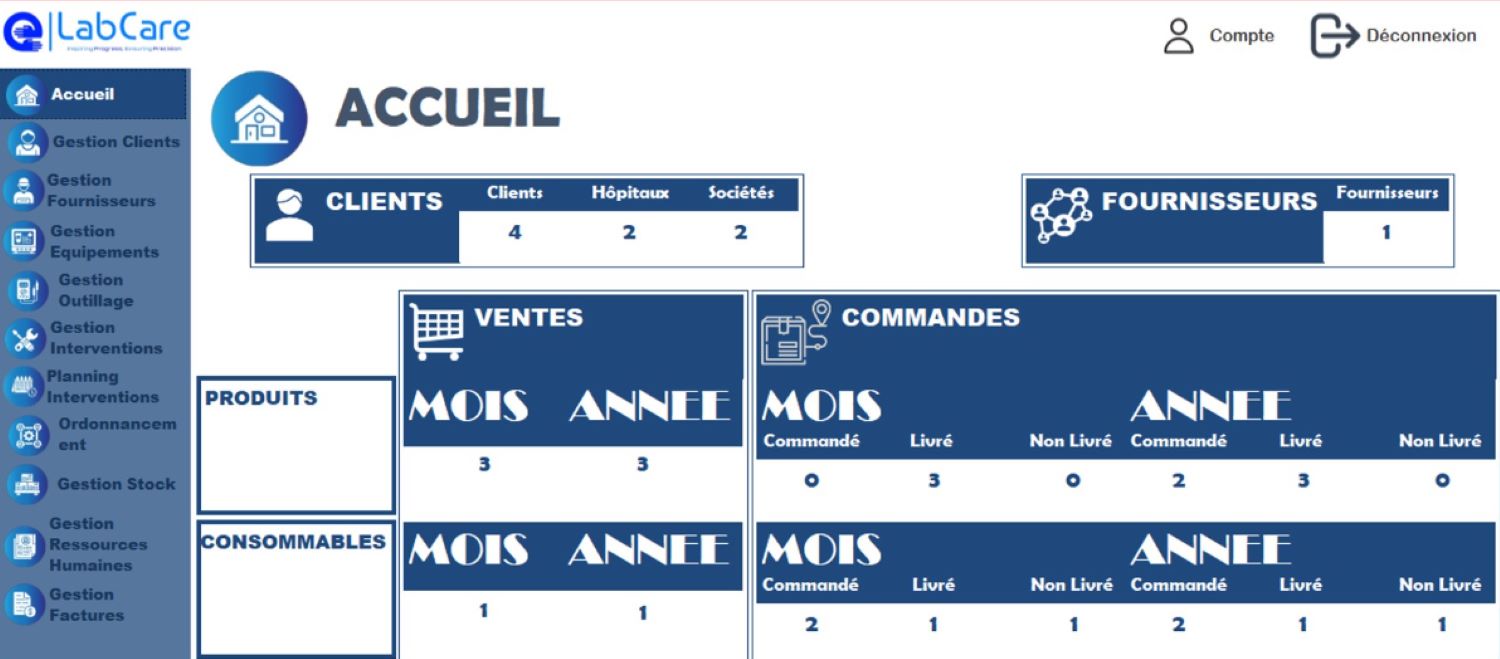 LabCare
Inspiring Progress, Ensuring Precision
Compte
Déconnexion
Accueil
Gestion Clients
Gestion
Fournisseurs
Gestion
Equipements
Gestion
Outillage
Gestion
Interventions
Planning
Interventions
Ordonnancem
ent
Gestion Stock
Gestion
Ressources
Humaines
Gestion
Factures
ACCUEIL
CLIENTS
Clients Hôpitaux Sociétés
4 2 2
FOURNISSEURS
Fournisseurs
1
VENTES
COMMANDES
PRODUITS
MOIS ANNEE
3 3
MOIS ANNEE
Commandé Livré Non Livré Commandé Livré Non Livré
0 3 0 2 3 0
CONSOMMABLES
MOIS ANNEE
1 1
MOIS ANNEE
Commandé Livré Non Livré Commandé Livré Non Livré
2 1 1 2 1 1